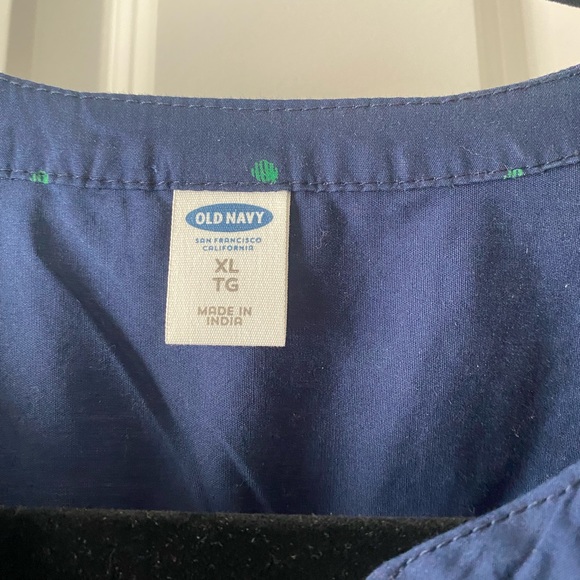 OLD NAVY
SAN FRANCISCO
CALIFORNIA
XL
TG
MADE IN
INDIA